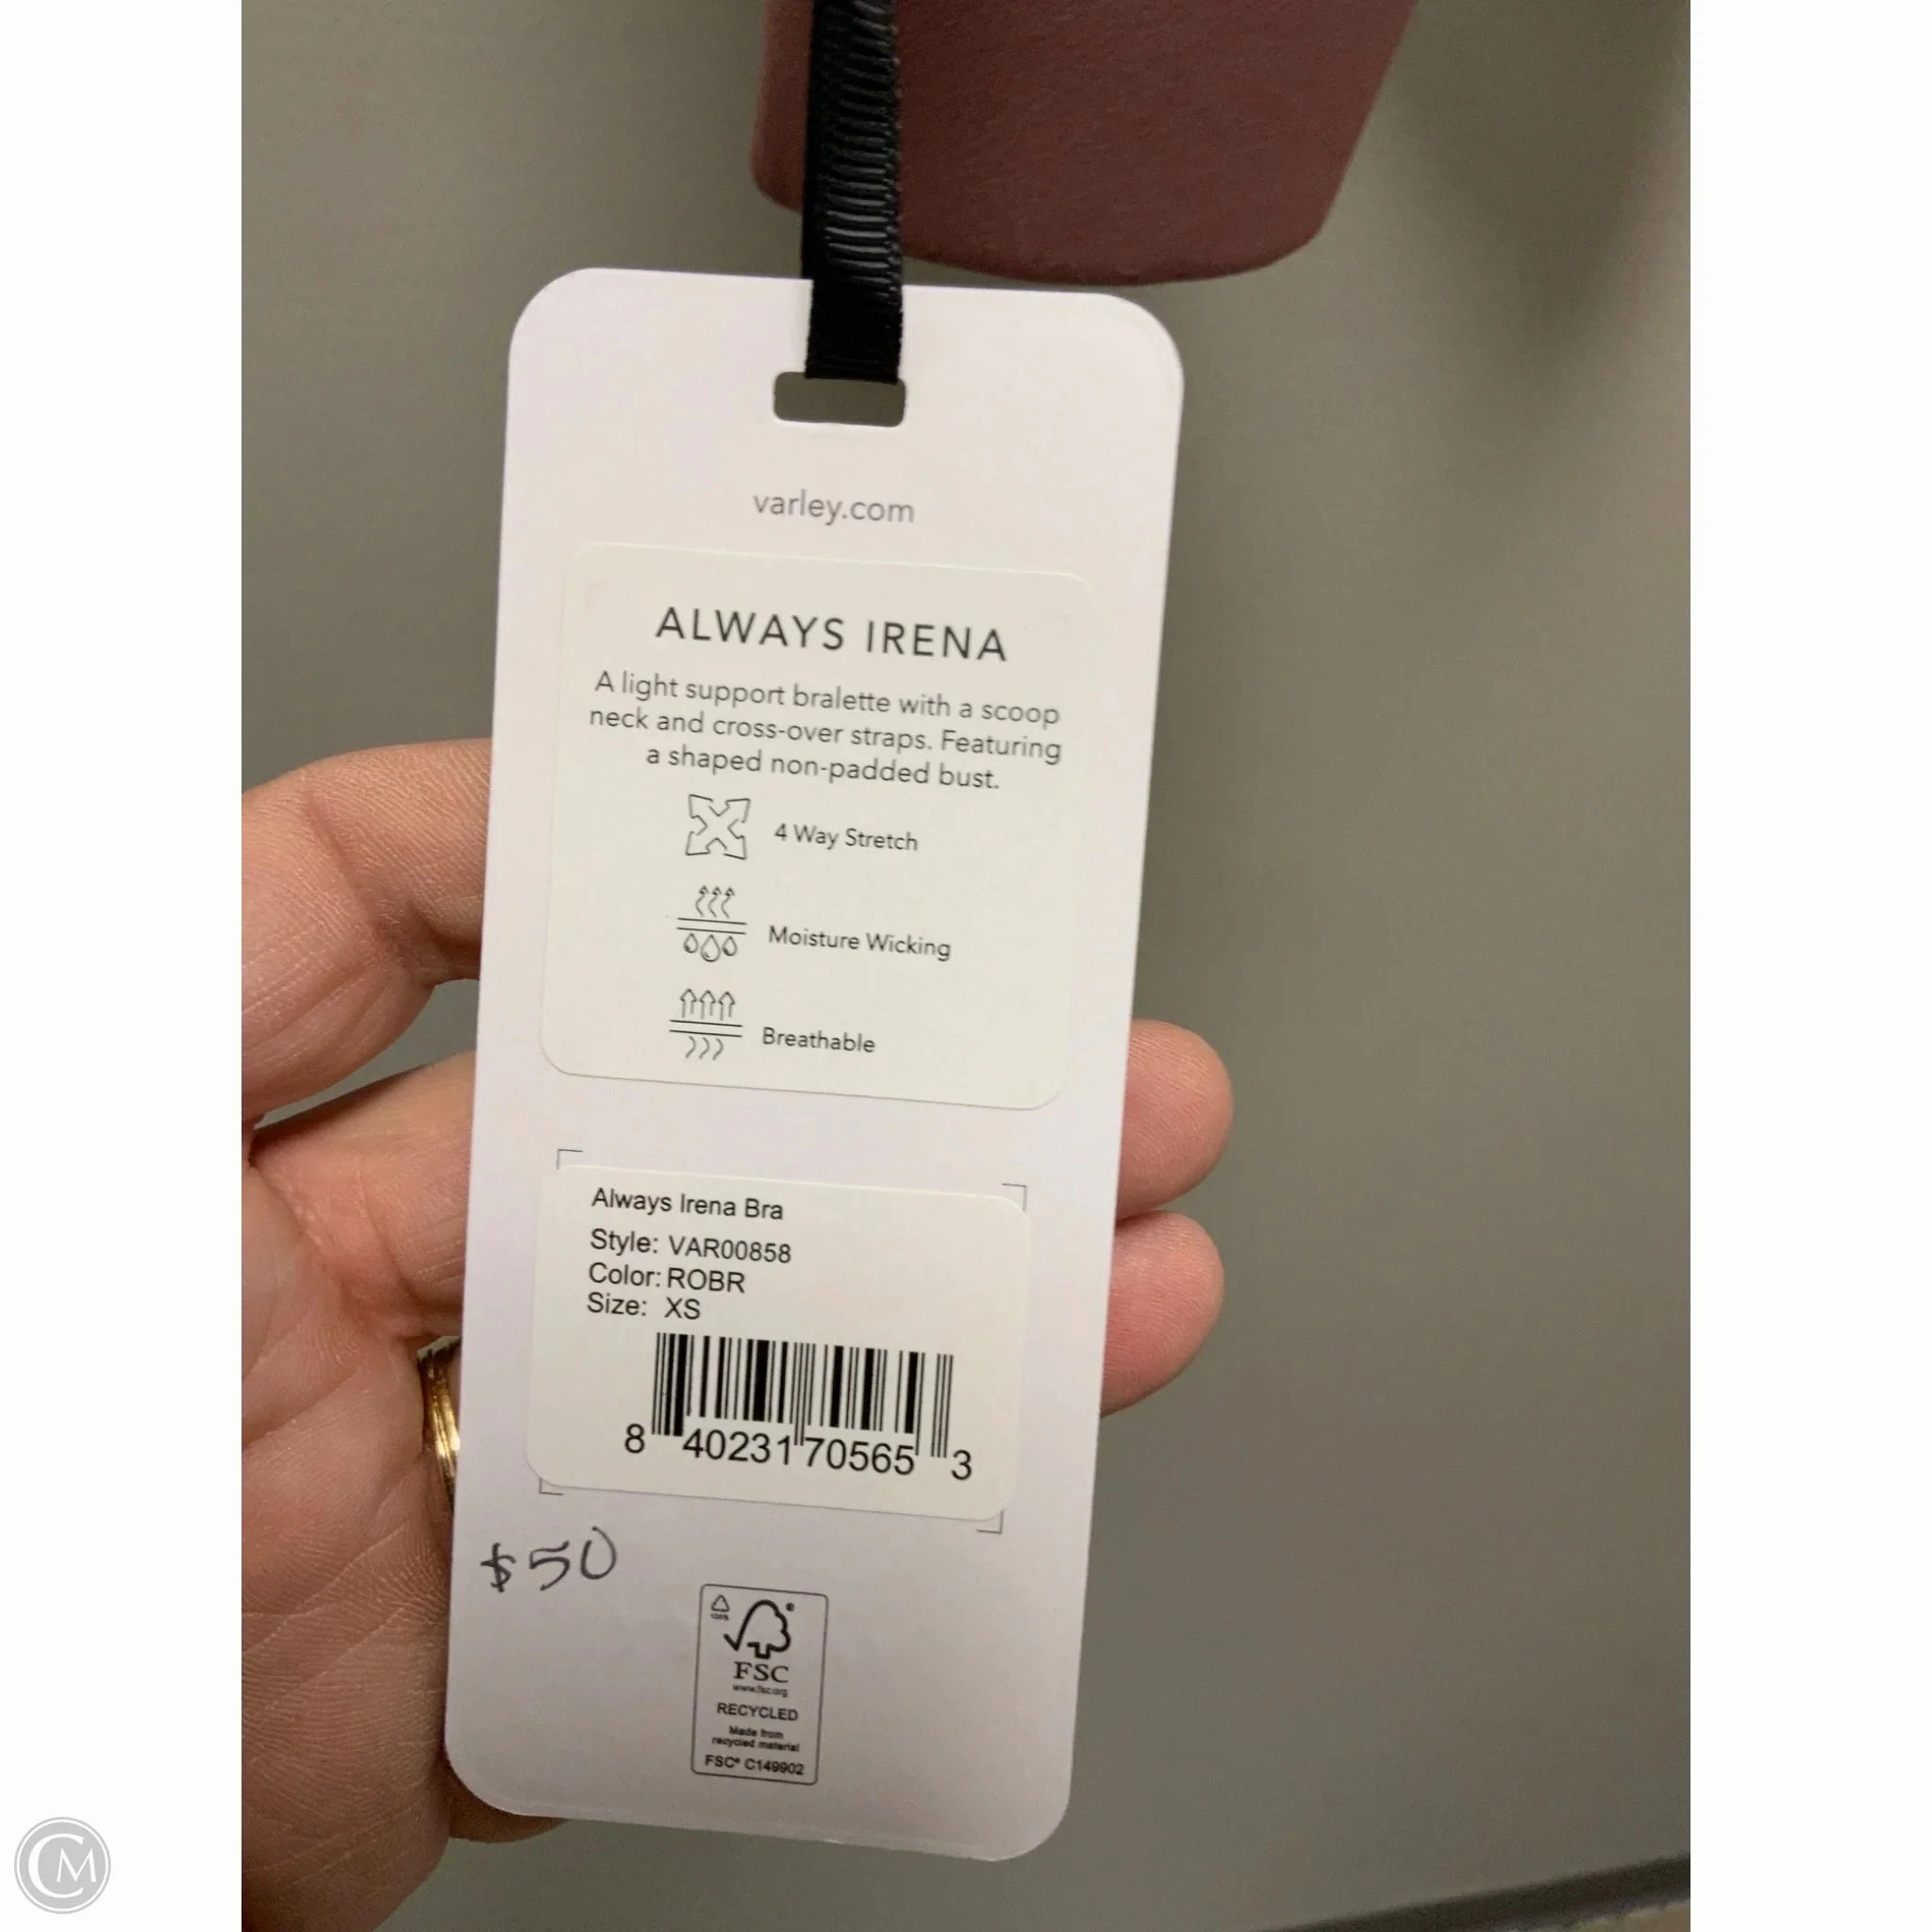 varley.com
ALWAYS IRENA
A light support bralette with a scoop
neck and cross-over straps. Featuring
a shaped non-padded bust.
4 Way Stretch
Moisture Wicking
Breathable
Always Irena Bra
Style: VAR00858
Color: ROBR
Size: XS
8 40231 70565 3
$50
100%
FSC
www.fsc.org
RECYCLED
Made from
recycled material
FSC® C149902
CM